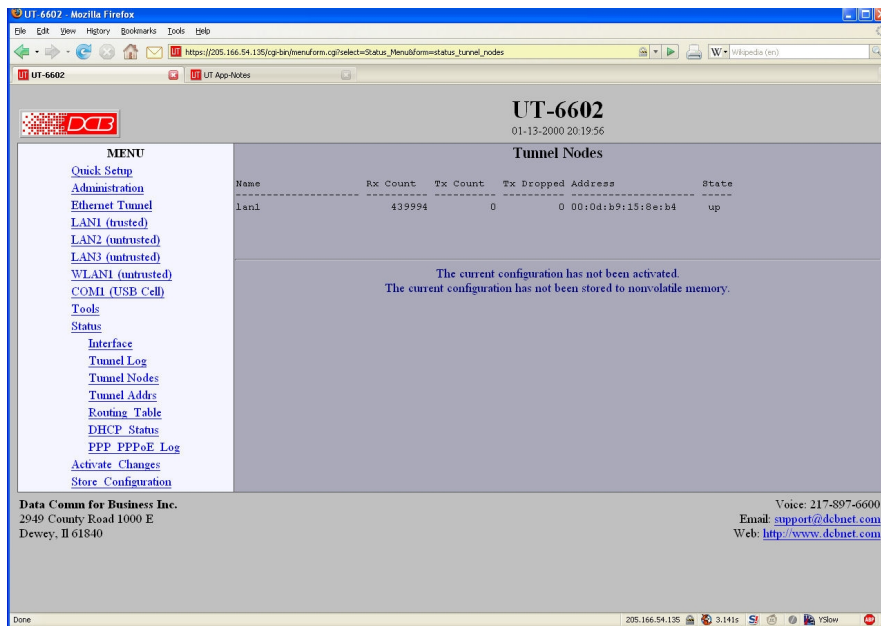 UT-6602 - Mozilla Firefox
File Edit View History Bookmarks Tools Help
https://205.166.54.135/cgi-bin/menuform.cgi?select=Status_Menu&form=status_tunnel_nodes
W Wikipedia (en)
UT UT-6602
UT UT App-Notes
DCB
UT-6602
01-13-2000 20:19:56
MENU
Quick Setup
Administration
Ethernet Tunnel
LAN1 (trusted)
LAN2 (untrusted)
LAN3 (untrusted)
WLAN1 (untrusted)
COM1 (USB Cell)
Tools
Status
Interface
Tunnel Log
Tunnel Nodes
Tunnel Addrs
Routing Table
DHCP Status
PPP PPPoE Log
Activate Changes
Store Configuration
Tunnel Nodes
Name Rx Count Tx Count Tx Dropped Address State
lan1 439994 0 0 00:0d:b9:15:8e:b4 up
The current configuration has not been activated.
The current configuration has not been stored to nonvolatile memory.
Data Comm for Business Inc.
2949 County Road 1000 E
Dewey, Il 61840
Voice: 217-897-6600
Email: support@dcbnet.com
Web: http://www.dcbnet.com
Done
205.166.54.135 3.141s S! YSlow ABP